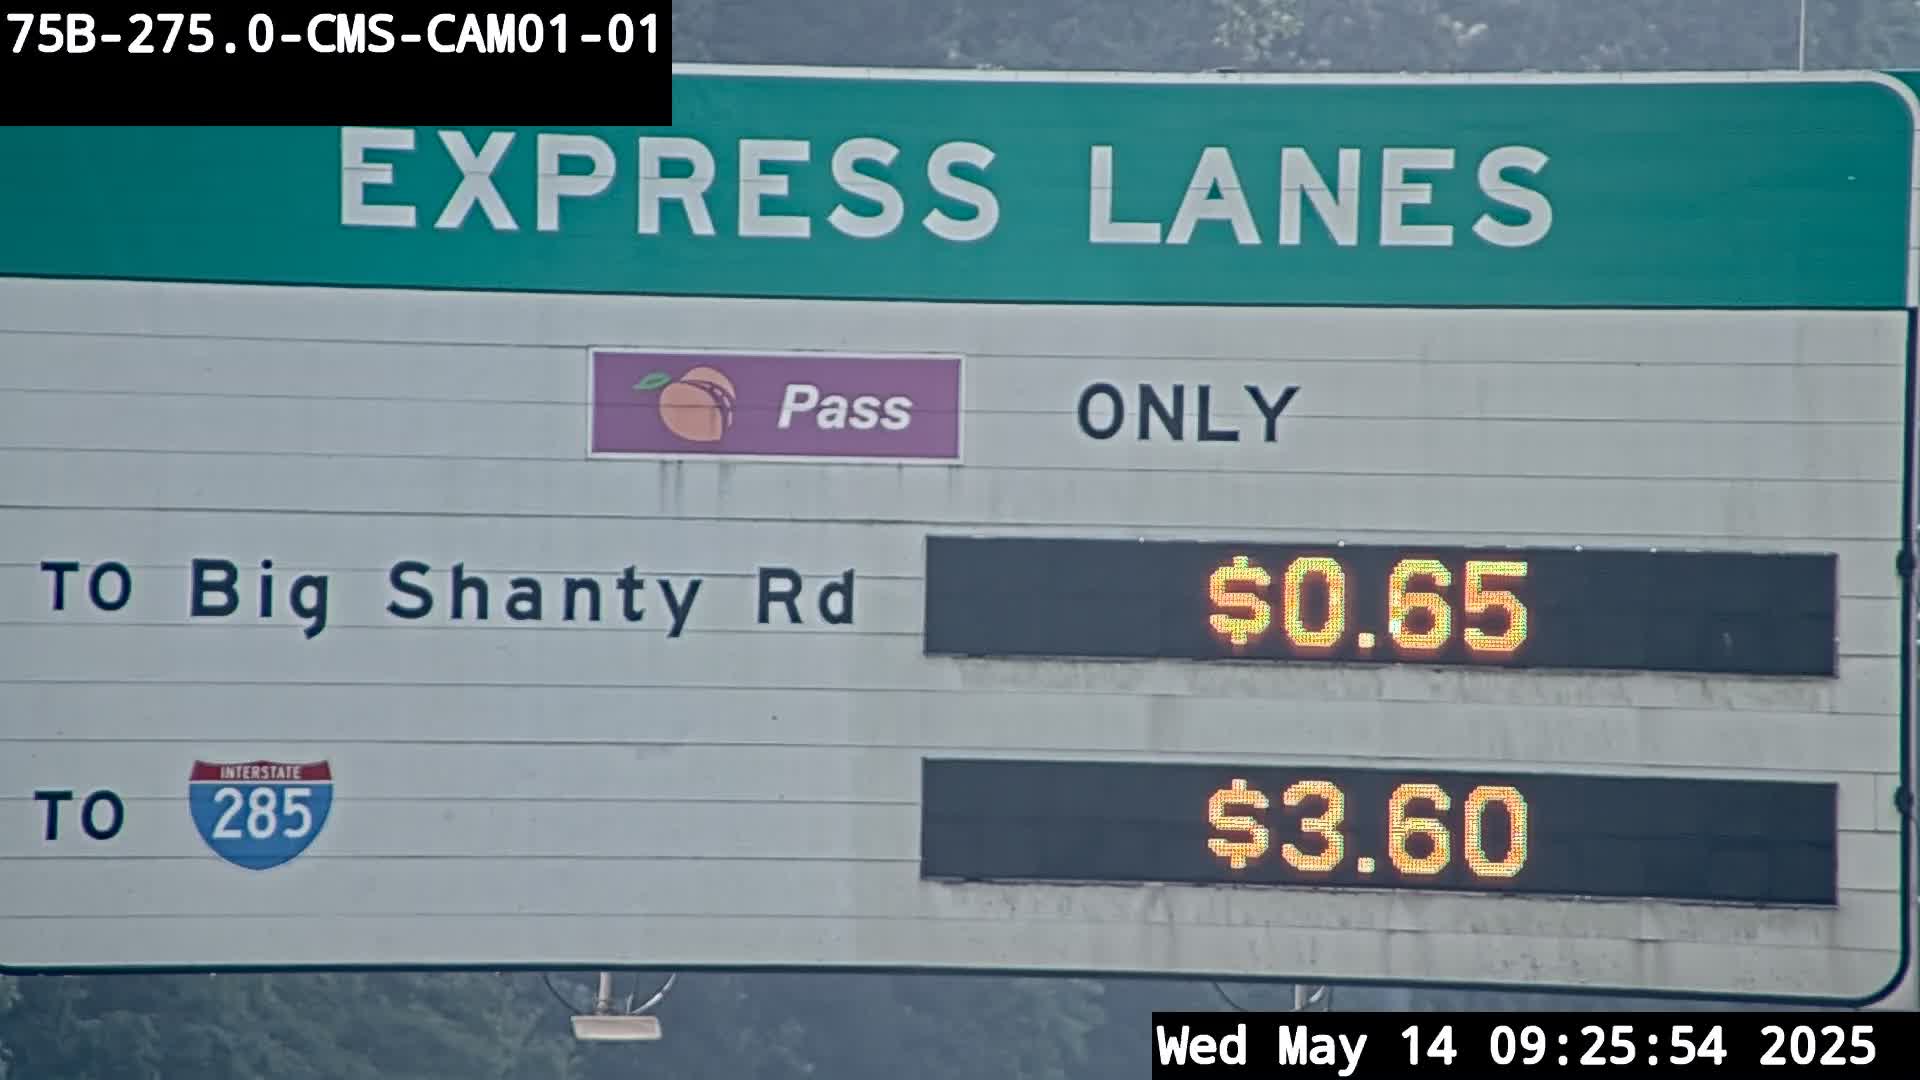 75B-275.0-CMS-CAM01-01
EXPRESS LANES
Pass ONLY
TO Big Shanty Rd $0.65
INTERSTATE
TO 285 $3.60
Wed May 14 09:25:54 2025